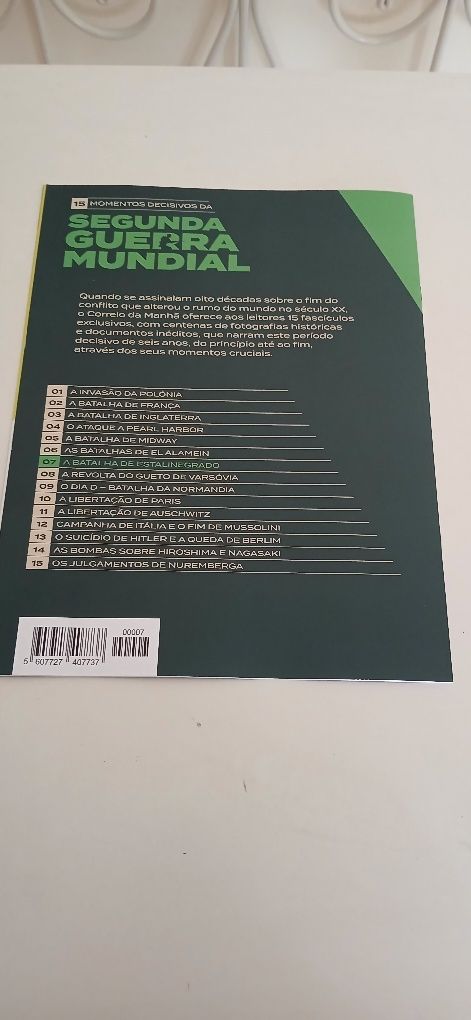 15 MOMENTOS DECISIVOS DA
SEGUNDA
GUERRA
MUNDIAL
Quando se assinalam oito décadas sobre o fim do
conflito que alterou o rumo do mundo no século XX,
o Correio da Manhã oferece aos leitores 15 fascículos
exclusivos, com centenas de fotografias históricas
e documentos inéditos, que narram este período
decisivo de seis anos, do princípio até ao fim,
através dos seus momentos cruciais.
01 A INVASÃO DA POLÓNIA
02 A BATALHA DE FRANÇA
03 A BATALHA DE INGLATERRA
04 O ATAQUE A PEARL HARBOR
05 A BATALHA DE MIDWAY
06 AS BATALHAS DE EL ALAMEIN
07 A BATALHA DE ESTALINEGRADO
08 A REVOLTA DO GUETO DE VARSÓVIA
09 O DIA D – BATALHA DA NORMANDIA
10 A LIBERTAÇÃO DE PARIS
11 A LIBERTAÇÃO DE AUSCHWITZ
12 CAMPANHA DE ITÁLIA E O FIM DE MUSSOLINI
13 O SUICÍDIO DE HITLER E A QUEDA DE BERLIM
14 AS BOMBAS SOBRE HIROSHIMA E NAGASAKI
15 OS JULGAMENTOS DE NUREMBERGA
00007
5 607727 407737